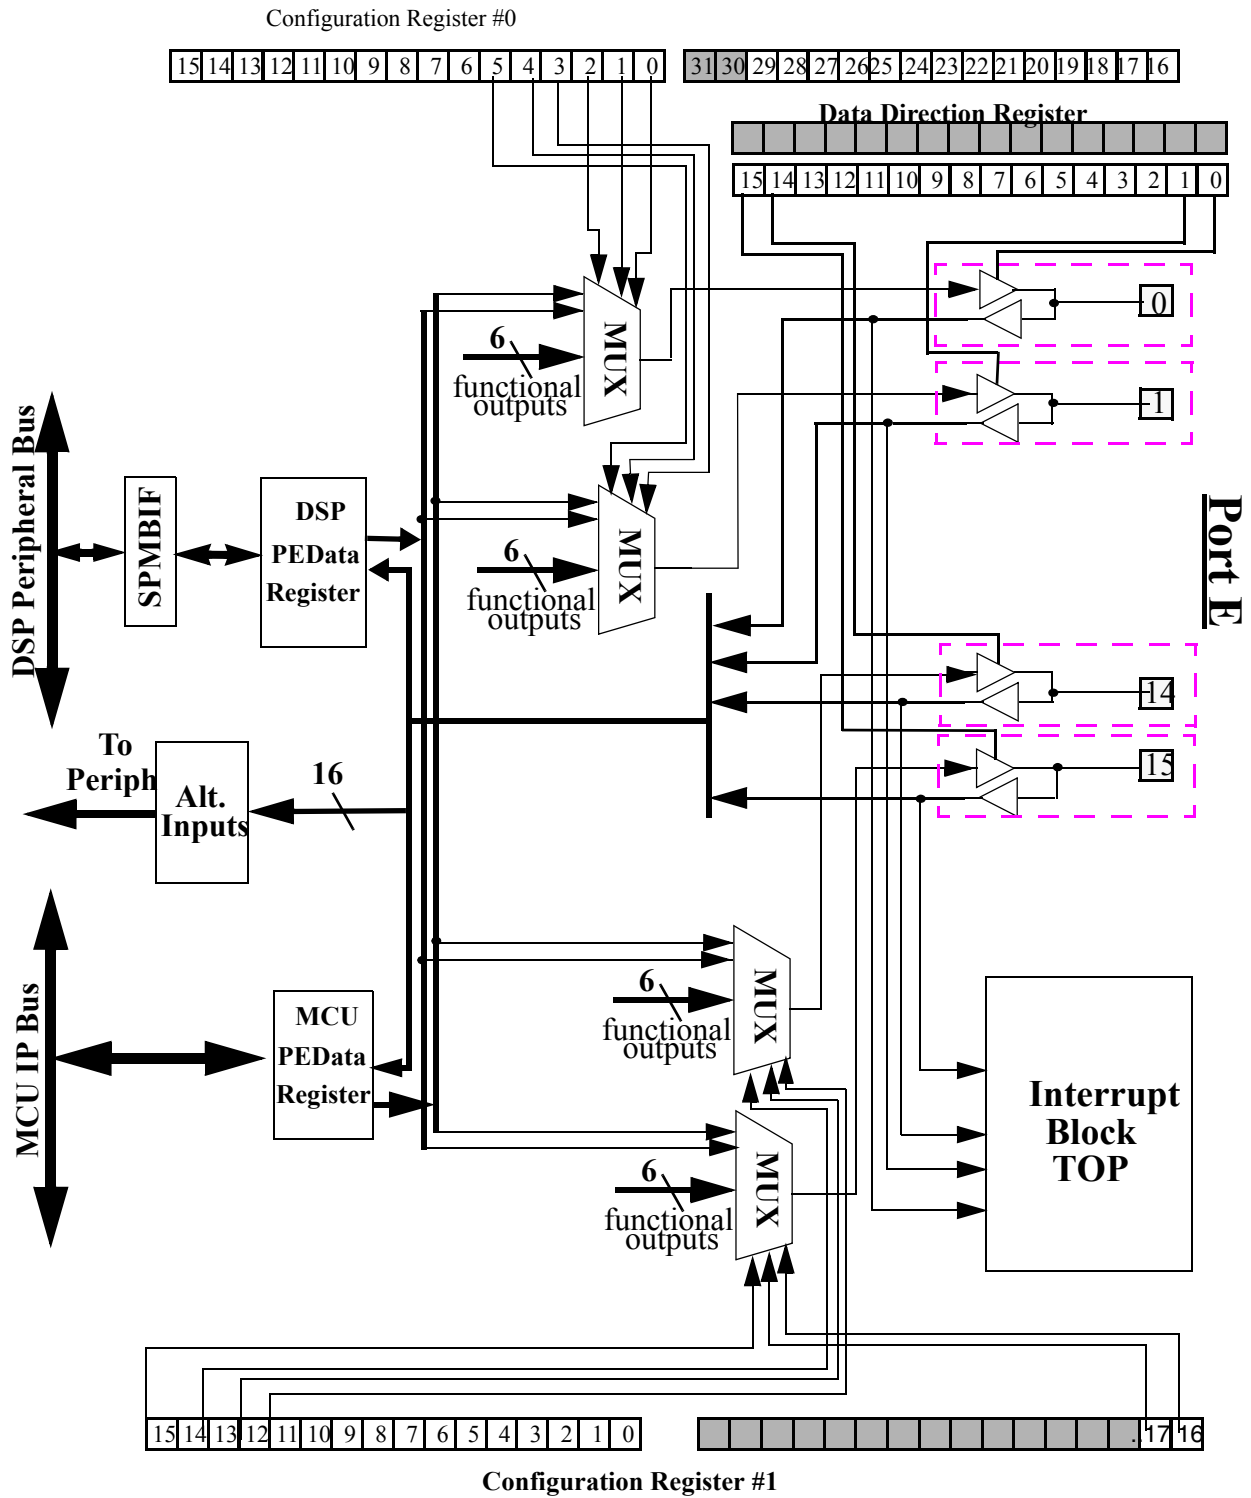 Configuration Register #0
15 14 13 12 11 10 9 8 7 6 5 4 3 2 1 0
31 30 29 28 27 26 25 24 23 22 21 20 19 18 17 16
Data Direction Register
15 14 13 12 11 10 9 8 7 6 5 4 3 2 1 0
0
MUX
6
functional
outputs
1
DSP Peripheral Bus
SPMBIF
DSP
PEData
Register
MUX
6
functional
outputs
Port E
14
15
To
Periph
Alt.
Inputs
16
MCU IP Bus
MCU
PEData
Register
MUX
6
functional
outputs
MUX
6
functional
outputs
Interrupt
Block
TOP
15 14 13 12 11 10 9 8 7 6 5 4 3 2 1 0
..17 16
Configuration Register #1